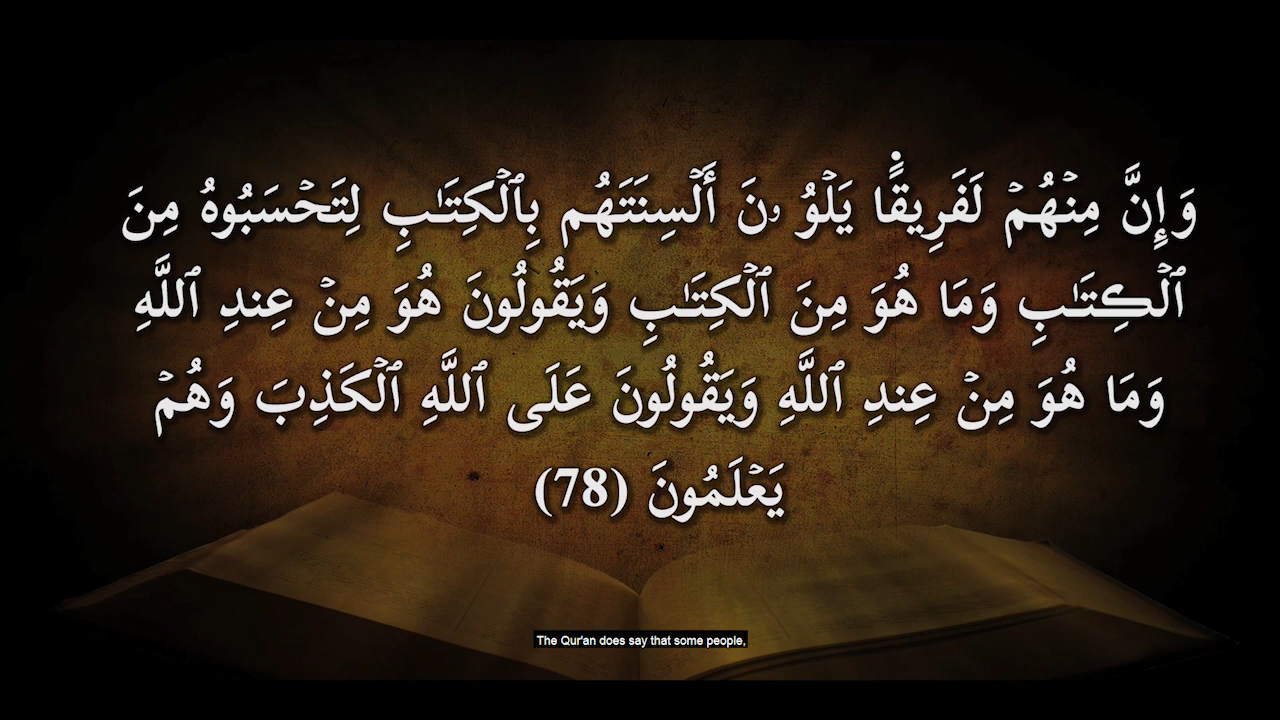 وَإِنَّ مِنۡهُمۡ لَفَرِيقٗا يَلۡوُۥنَ أَلۡسِنَتَهُم بِٱلۡكِتَٰبِ لِتَحۡسَبُوهُ مِنَ
ٱلۡڪِتَٰبِ وَمَا هُوَ مِنَ ٱلۡكِتَٰبِ وَيَقُولُونَ هُوَ مِنۡ عِندِ ٱللَّهِ
وَمَا هُوَ مِنۡ عِندِ ٱللَّهِ وَيَقُولُونَ عَلَى ٱللَّهِ ٱلۡكَذِبَ وَهُمۡ
يَعۡلَمُونَ (78)
The Qur'an does say that some people,